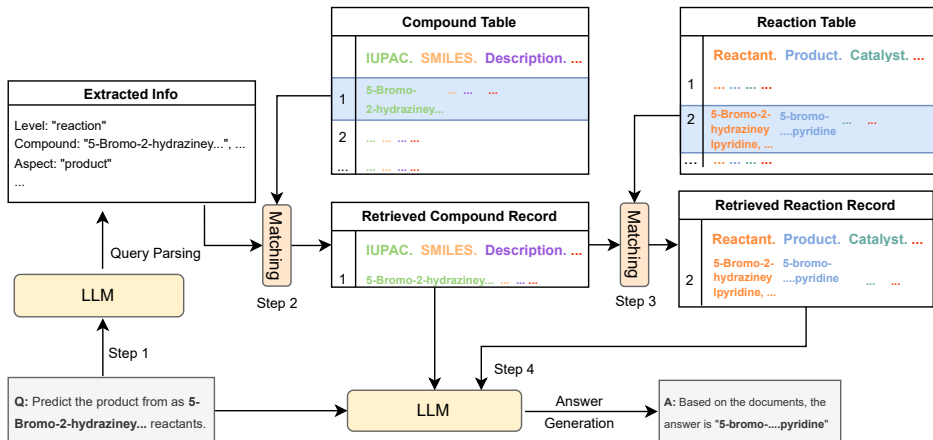 Compound Table
IUPAC. SMILES. Description. ...
1
5-Bromo-
2-hydraziney...
... ... ...
2
... ... ... ...
...
... ... ... ...
Reaction Table
Reactant. Product. Catalyst. ...
1
... ... ... ...
2
5-Bromo-2-
hydraziney
lpyridine, ...
5-bromo-
....pyridine
... ...
...
... ... ... ...
Extracted Info
Level: "reaction"
Compound: "5-Bromo-2-hydraziney...", ...
Aspect: "product"
...
Matching
Step 2
Retrieved Compound Record
IUPAC. SMILES. Description. ...
1
5-Bromo-2-hydraziney... ... ... ...
Matching
Step 3
Retrieved Reaction Record
Reactant. Product. Catalyst. ...
2
5-Bromo-2-
hydraziney
lpyridine, ...
5-bromo-
....pyridine
... ...
Query Parsing
LLM
Step 1
Step 4
Q: Predict the product from as 5-
Bromo-2-hydraziney... reactants.
LLM
Answer
Generation
A: Based on the documents, the
answer is "5-bromo-....pyridine"